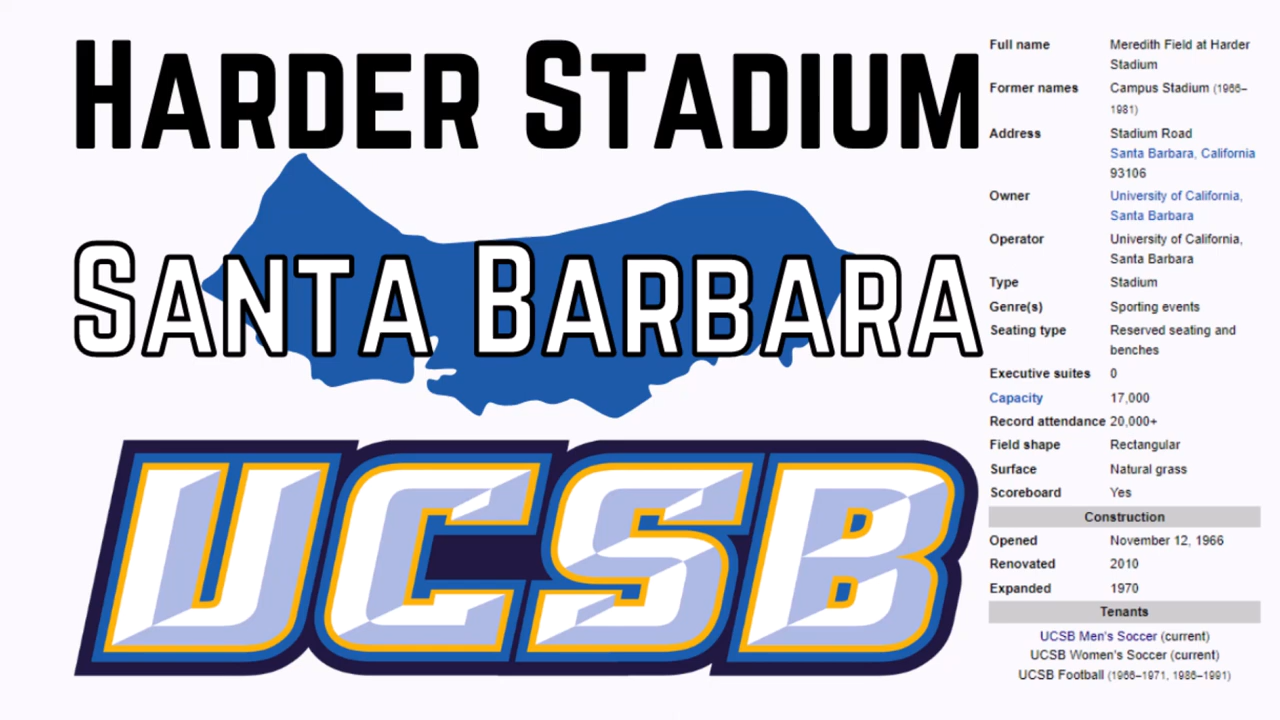 HARDER STADIUM
SANTA BARBARA
UCSB
Full name Meredith Field at Harder
Stadium
Former names Campus Stadium (1966–
1981)
Address Stadium Road
Santa Barbara, California
93106
Owner University of California,
Santa Barbara
Operator University of California,
Santa Barbara
Type Stadium
Genre(s) Sporting events
Seating type Reserved seating and
benches
Executive suites 0
Capacity 17,000
Record attendance 20,000+
Field shape Rectangular
Surface Natural grass
Scoreboard Yes
Construction
Opened November 12, 1966
Renovated 2010
Expanded 1970
Tenants
UCSB Men's Soccer (current)
UCSB Women's Soccer (current)
UCSB Football (1966–1971, 1986–1991)